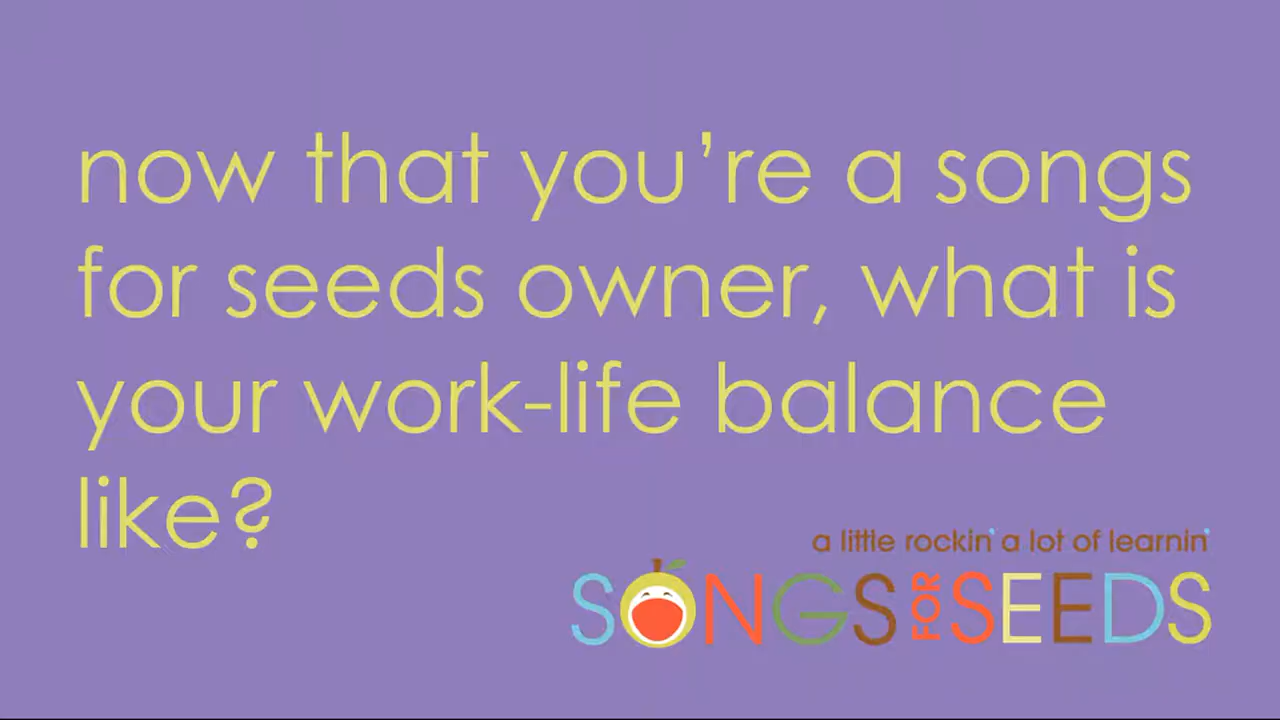 now that you're a songs
for seeds owner, what is
your work-life balance
like?
a little rockin' a lot of learnin'
SONGS FOR SEEDS